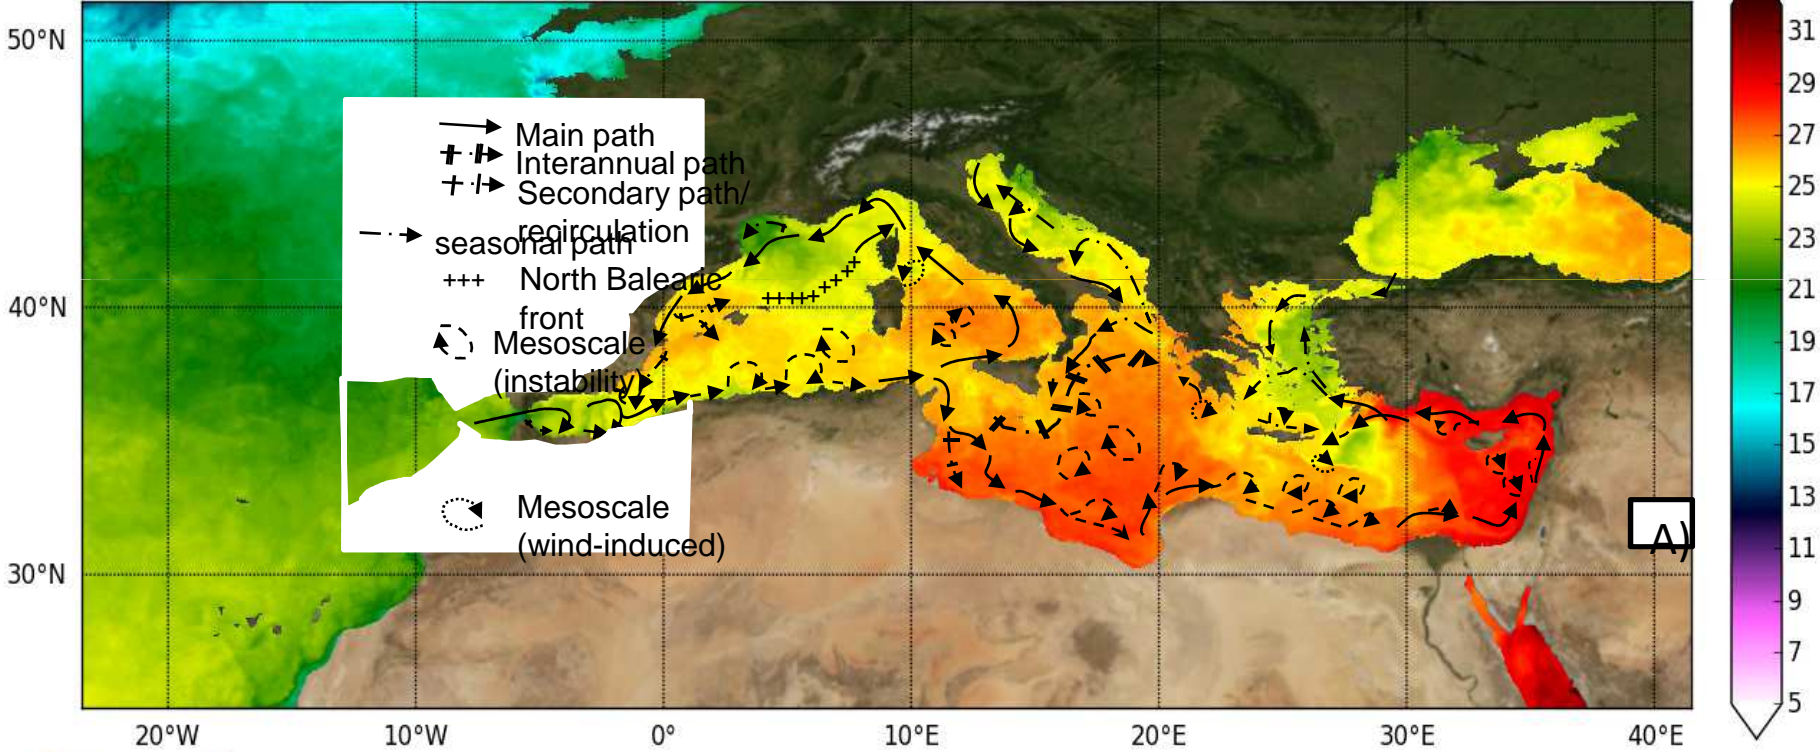 50°N
40°N
30°N
Main path
Interannual path
Secondary path/
recirculation
seasonal path
+++ North Balearic
front
Mesoscale
(instability)
Mesoscale
(wind-induced)
A)
31
29
27
25
23
21
19
17
15
13
11
9
7
5
20°W 10°W 0° 10°E 20°E 30°E 40°E